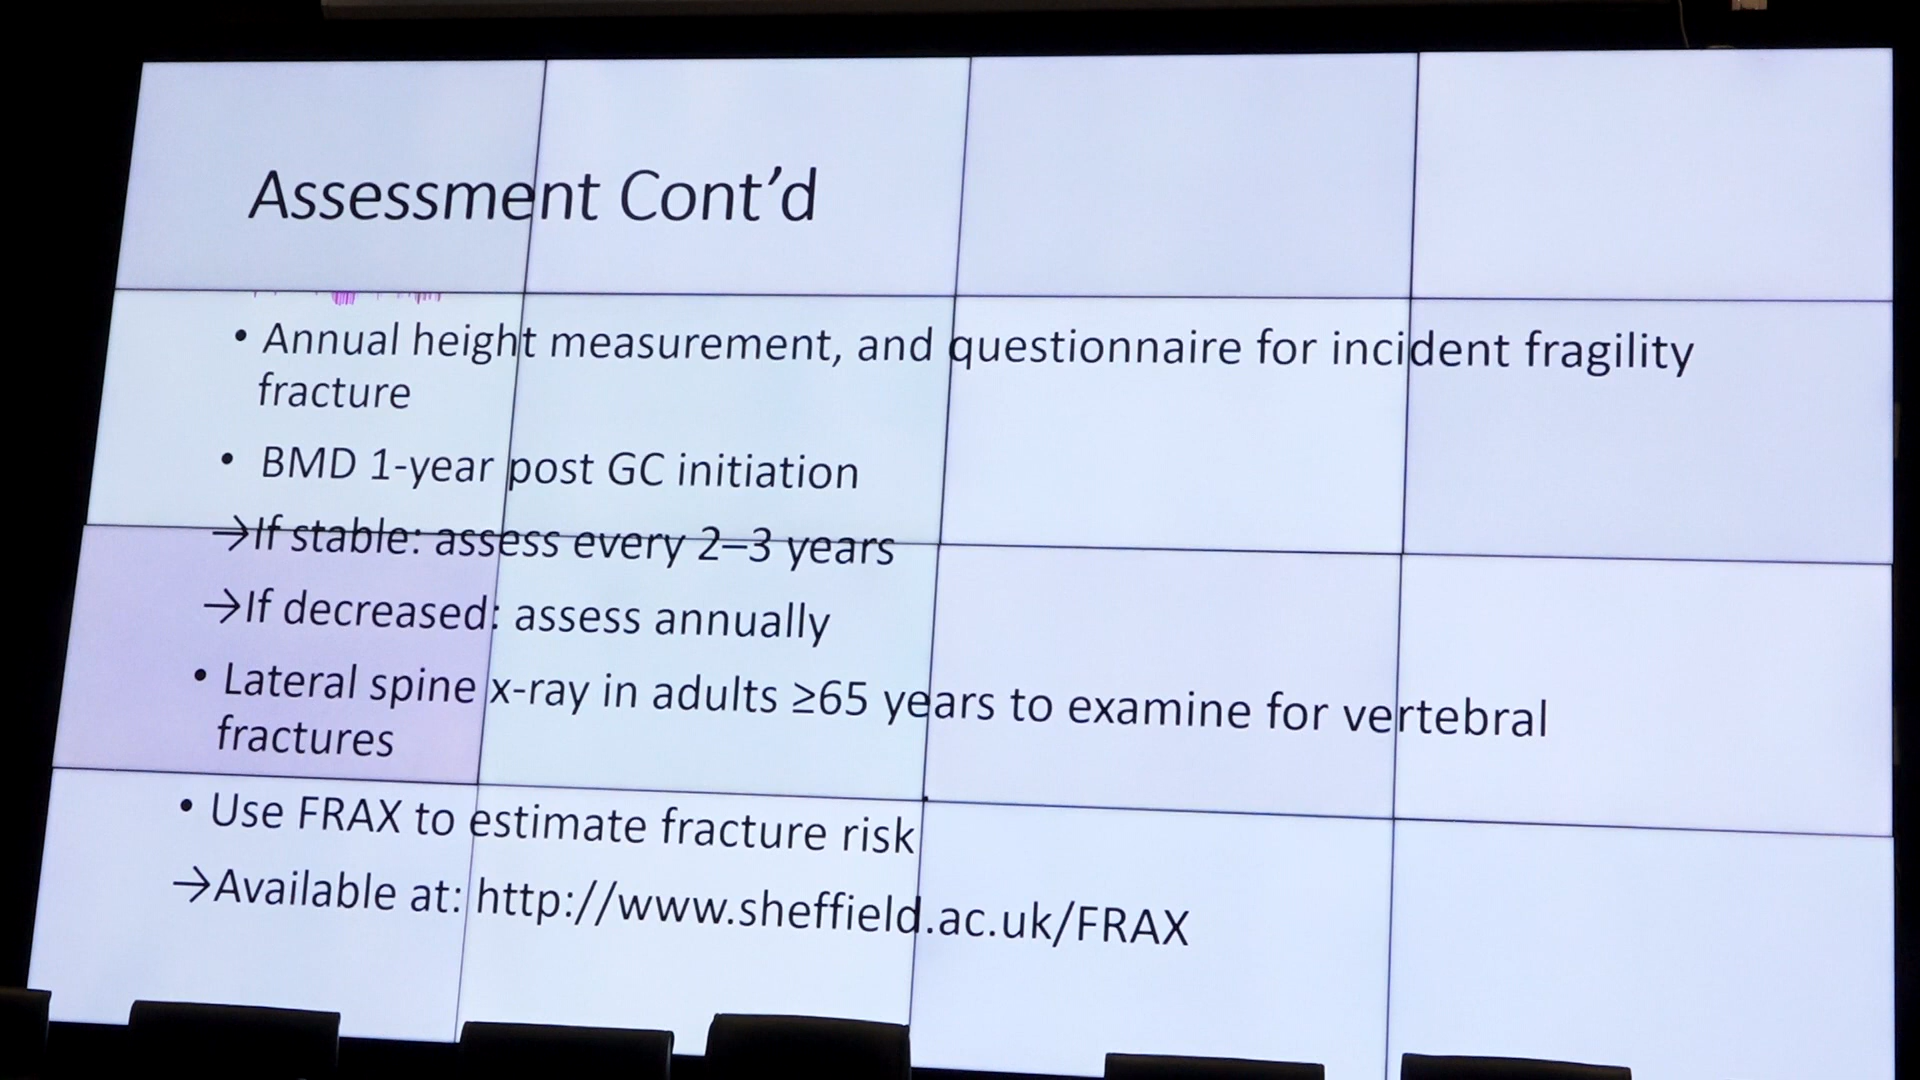 Assessment Cont’d
• Annual height measurement, and questionnaire for incident fragility
fracture
• BMD 1-year post GC initiation
→If stable: assess every 2–3 years
→If decreased: assess annually
• Lateral spine x-ray in adults ≥65 years to examine for vertebral
fractures
• Use FRAX to estimate fracture risk
→Available at: http://www.sheffield.ac.uk/FRAX